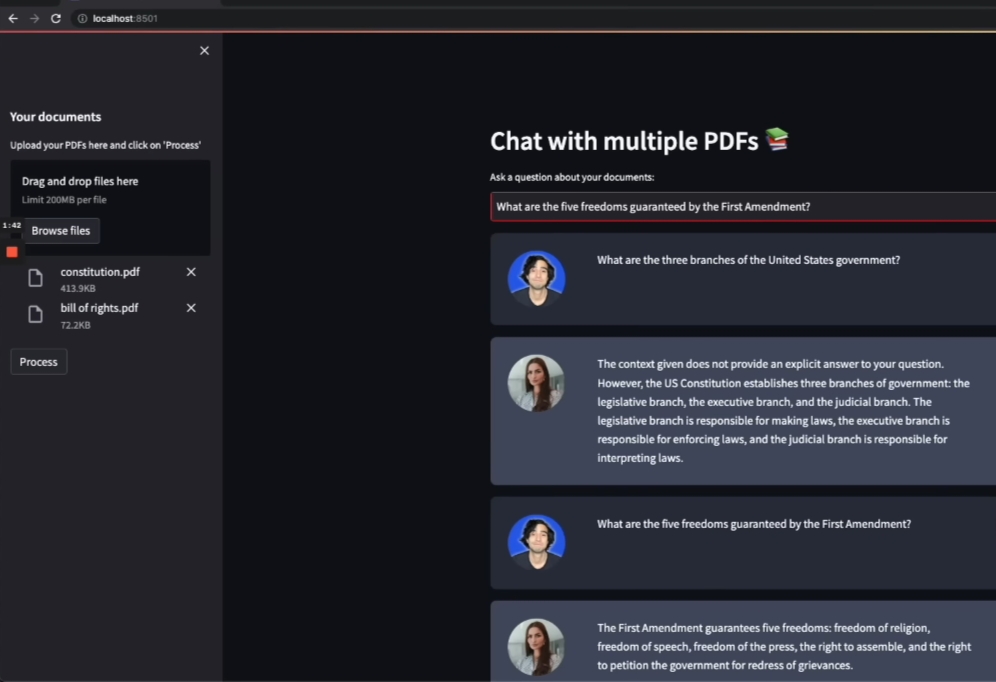 localhost:8501
Your documents
Upload your PDFs here and click on 'Process'
Drag and drop files here
Limit 200MB per file
1:42
Browse files
constitution.pdf
413.9KB
bill of rights.pdf
72.2KB
Process
Chat with multiple PDFs
Ask a question about your documents:
What are the five freedoms guaranteed by the First Amendment?
What are the three branches of the United States government?
The context given does not provide an explicit answer to your question.
However, the US Constitution establishes three branches of government: the
legislative branch, the executive branch, and the judicial branch. The
legislative branch is responsible for making laws, the executive branch is
responsible for enforcing laws, and the judicial branch is responsible for
interpreting laws.
What are the five freedoms guaranteed by the First Amendment?
The First Amendment guarantees five freedoms: freedom of religion,
freedom of speech, freedom of the press, the right to assemble, and the right
to petition the government for redress of grievances.